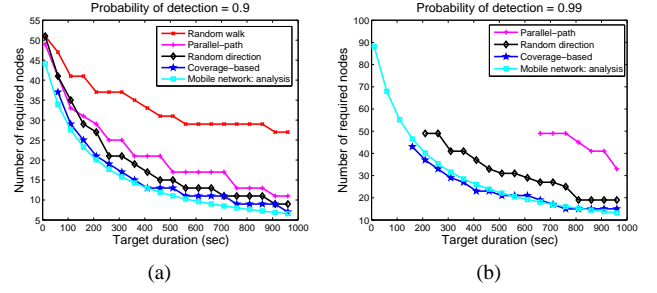 Probability of detection = 0.9
Number of required nodes
55
50
45
40
35
30
25
20
15
10
5
Random walk
Parallel-path
Random direction
Coverage-based
Mobile network: analysis
0 100 200 300 400 500 600 700 800 900 1000
Target duration (sec)
(a)
Probability of detection = 0.99
Number of required nodes
100
90
80
70
60
50
40
30
20
10
Parallel-path
Random direction
Coverage-based
Mobile network: analysis
0 100 200 300 400 500 600 700 800 900 1000
Target duration (sec)
(b)